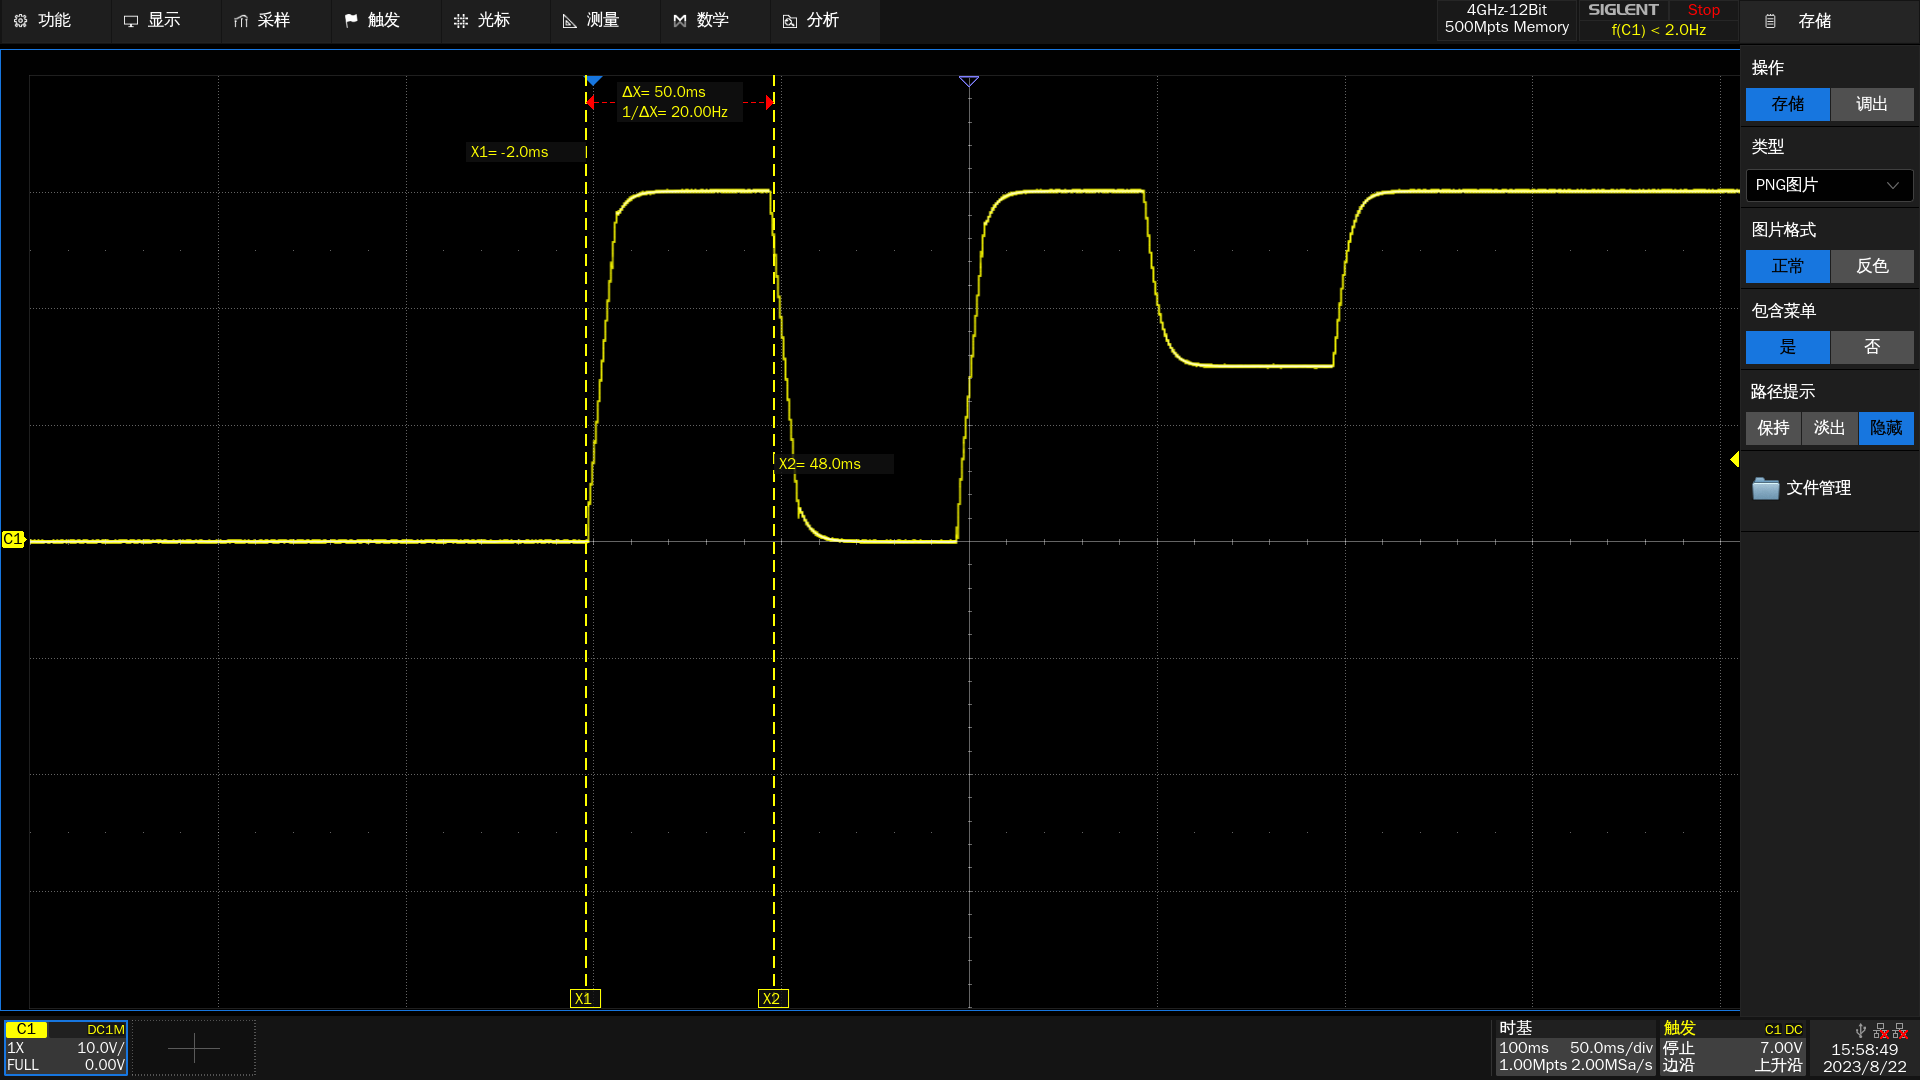 功能 显示 采样 触发 光标 测量 数学 分析
4GHz-12Bit
500Mpts Memory
SIGLENT Stop
f(C1) < 2.0Hz
存储
操作
存储 调出
类型
PNG图片
图片格式
正常 反色
包含菜单
是 否
路径提示
保持 淡出 隐藏
文件管理
ΔX= 50.0ms
1/ΔX= 20.00Hz
X1= -2.0ms
X2= 48.0ms
C1
X1 X2
C1 DC1M
1X 10.0V/
FULL 0.00V
时基
100ms 50.0ms/div
1.00Mpts 2.00MSa/s
触发 C1 DC
停止 7.00V
边沿 上升沿
15:58:49
2023/8/22